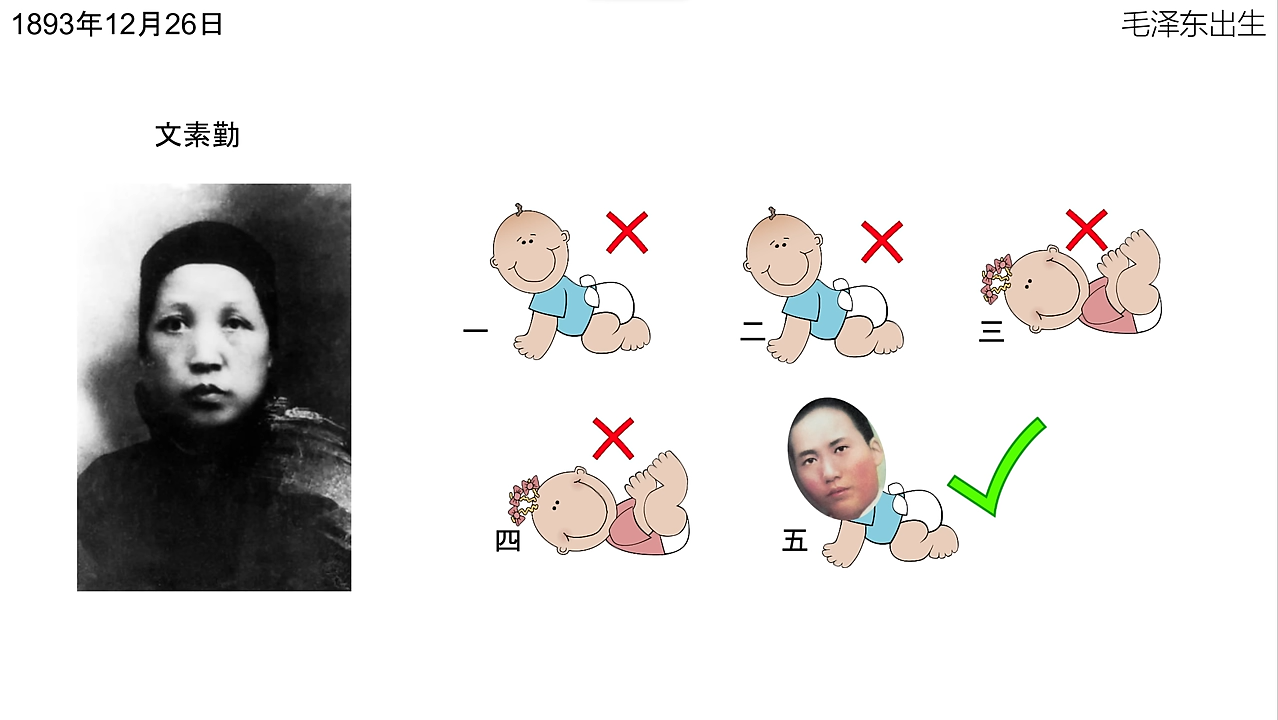 1893年12月26日
毛泽东出生
文素勤
一
二
三
四
五